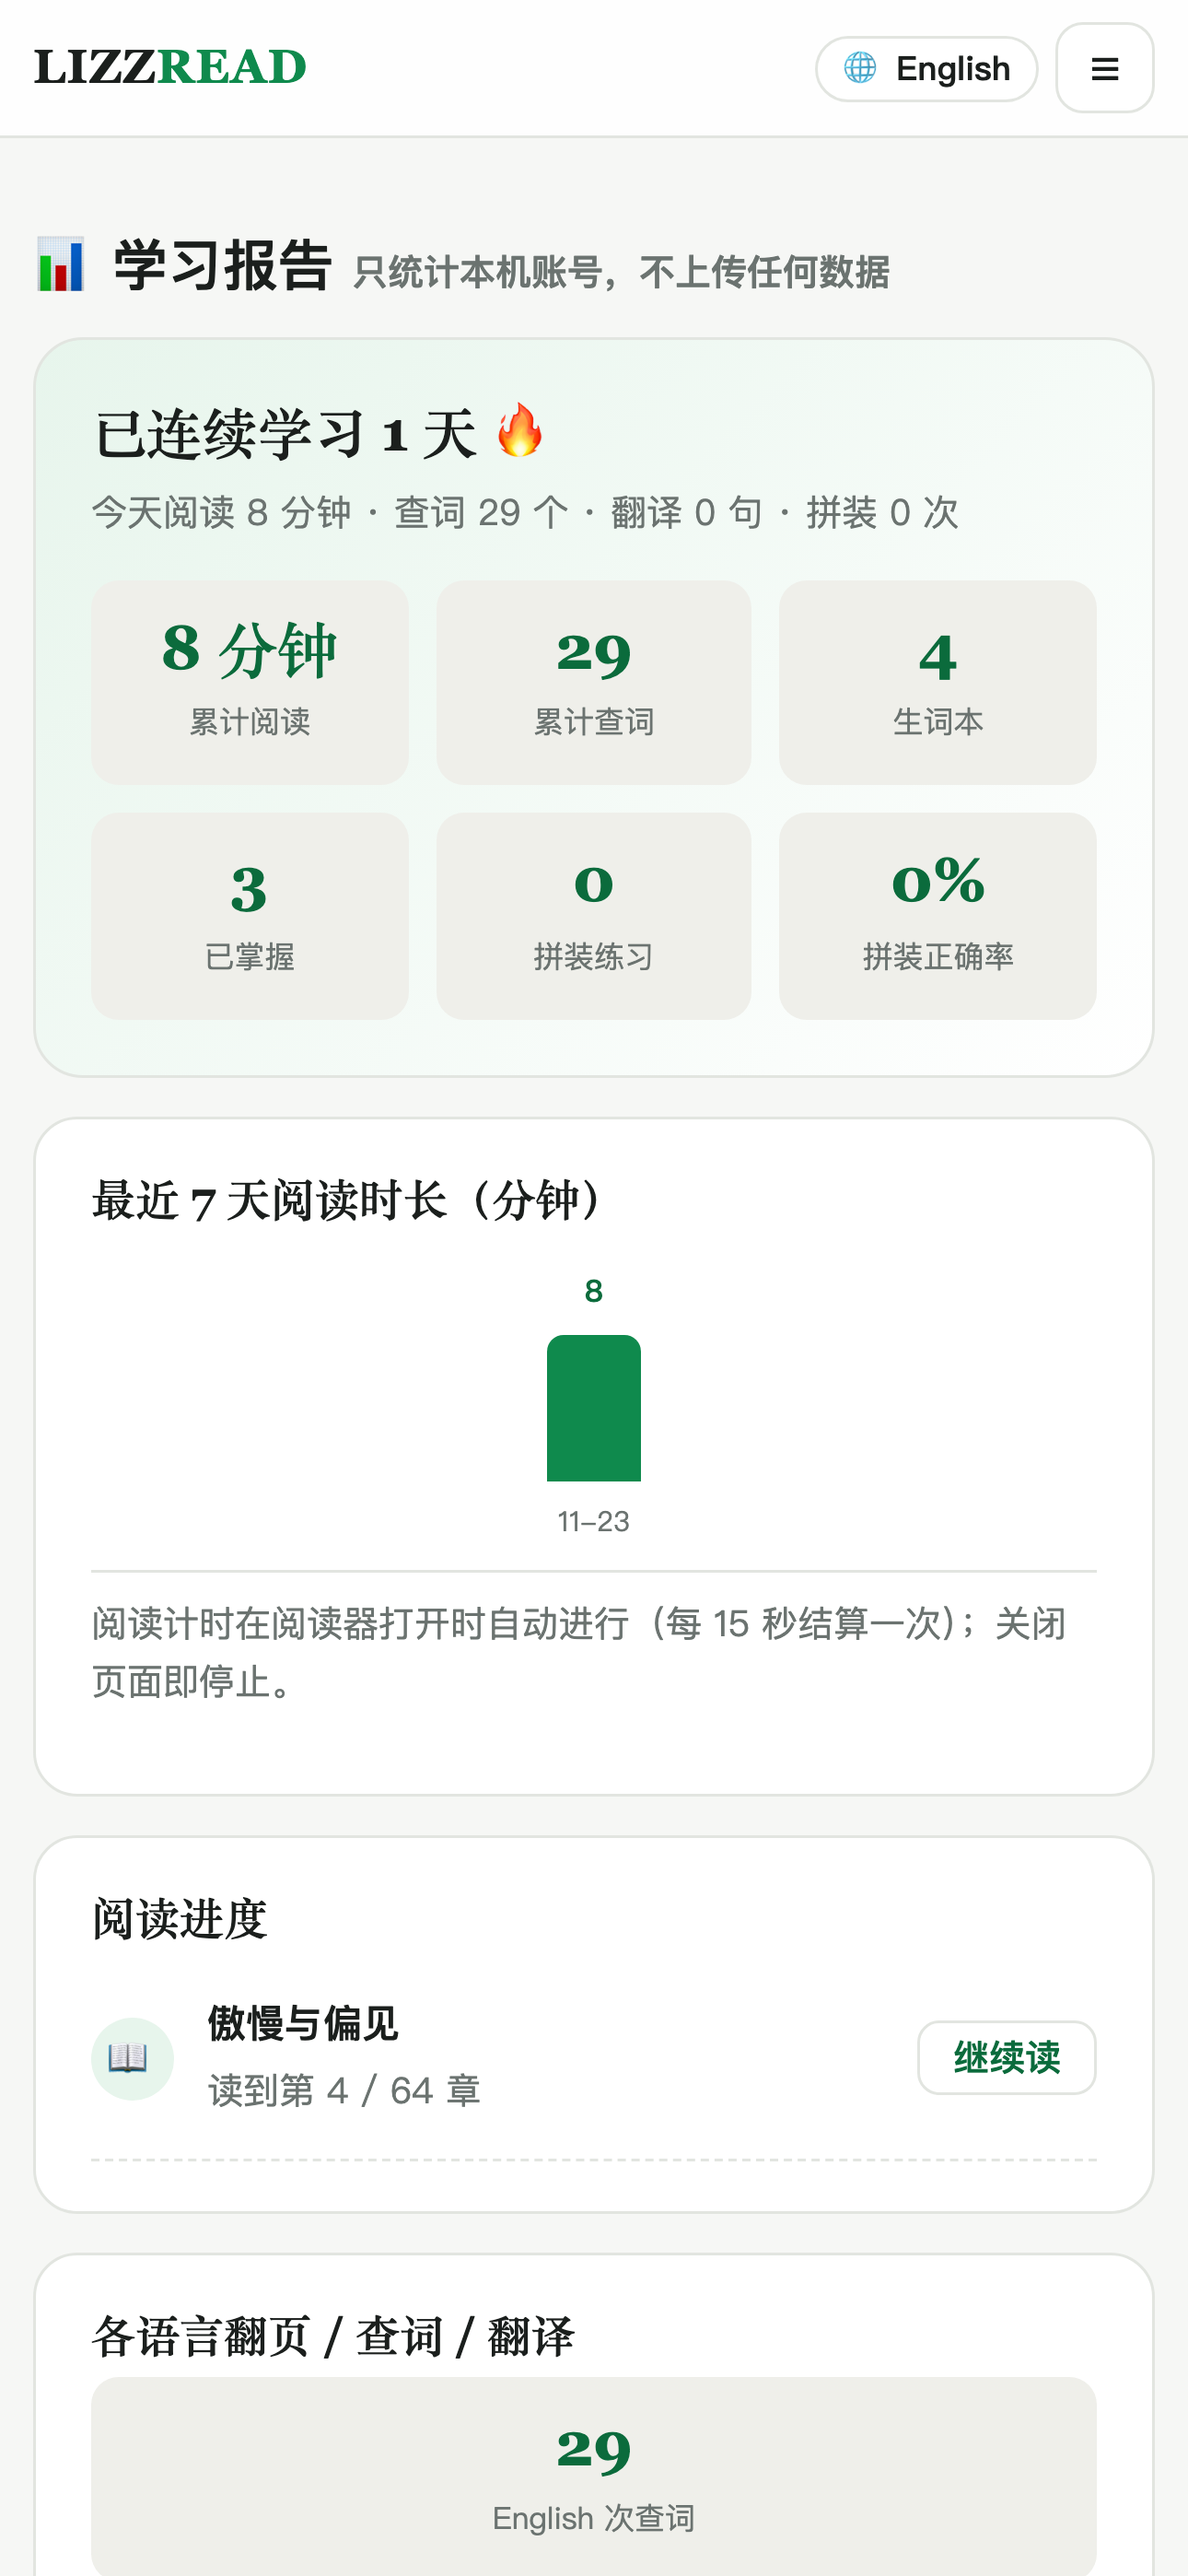 LIZZREAD
English
学习报告 只统计本机账号，不上传任何数据
已连续学习 1 天
今天阅读 8 分钟 · 查词 29 个 · 翻译 0 句 · 拼装 0 次
8 分钟
累计阅读
29
累计查词
4
生词本
3
已掌握
0
拼装练习
0%
拼装正确率
最近 7 天阅读时长（分钟）
8
11-23
阅读计时在阅读器打开时自动进行（每 15 秒结算一次）；关闭
页面即停止。
阅读进度
傲慢与偏见
读到第 4 / 64 章
继续读
各语言翻页 / 查词 / 翻译
29
English 次查词